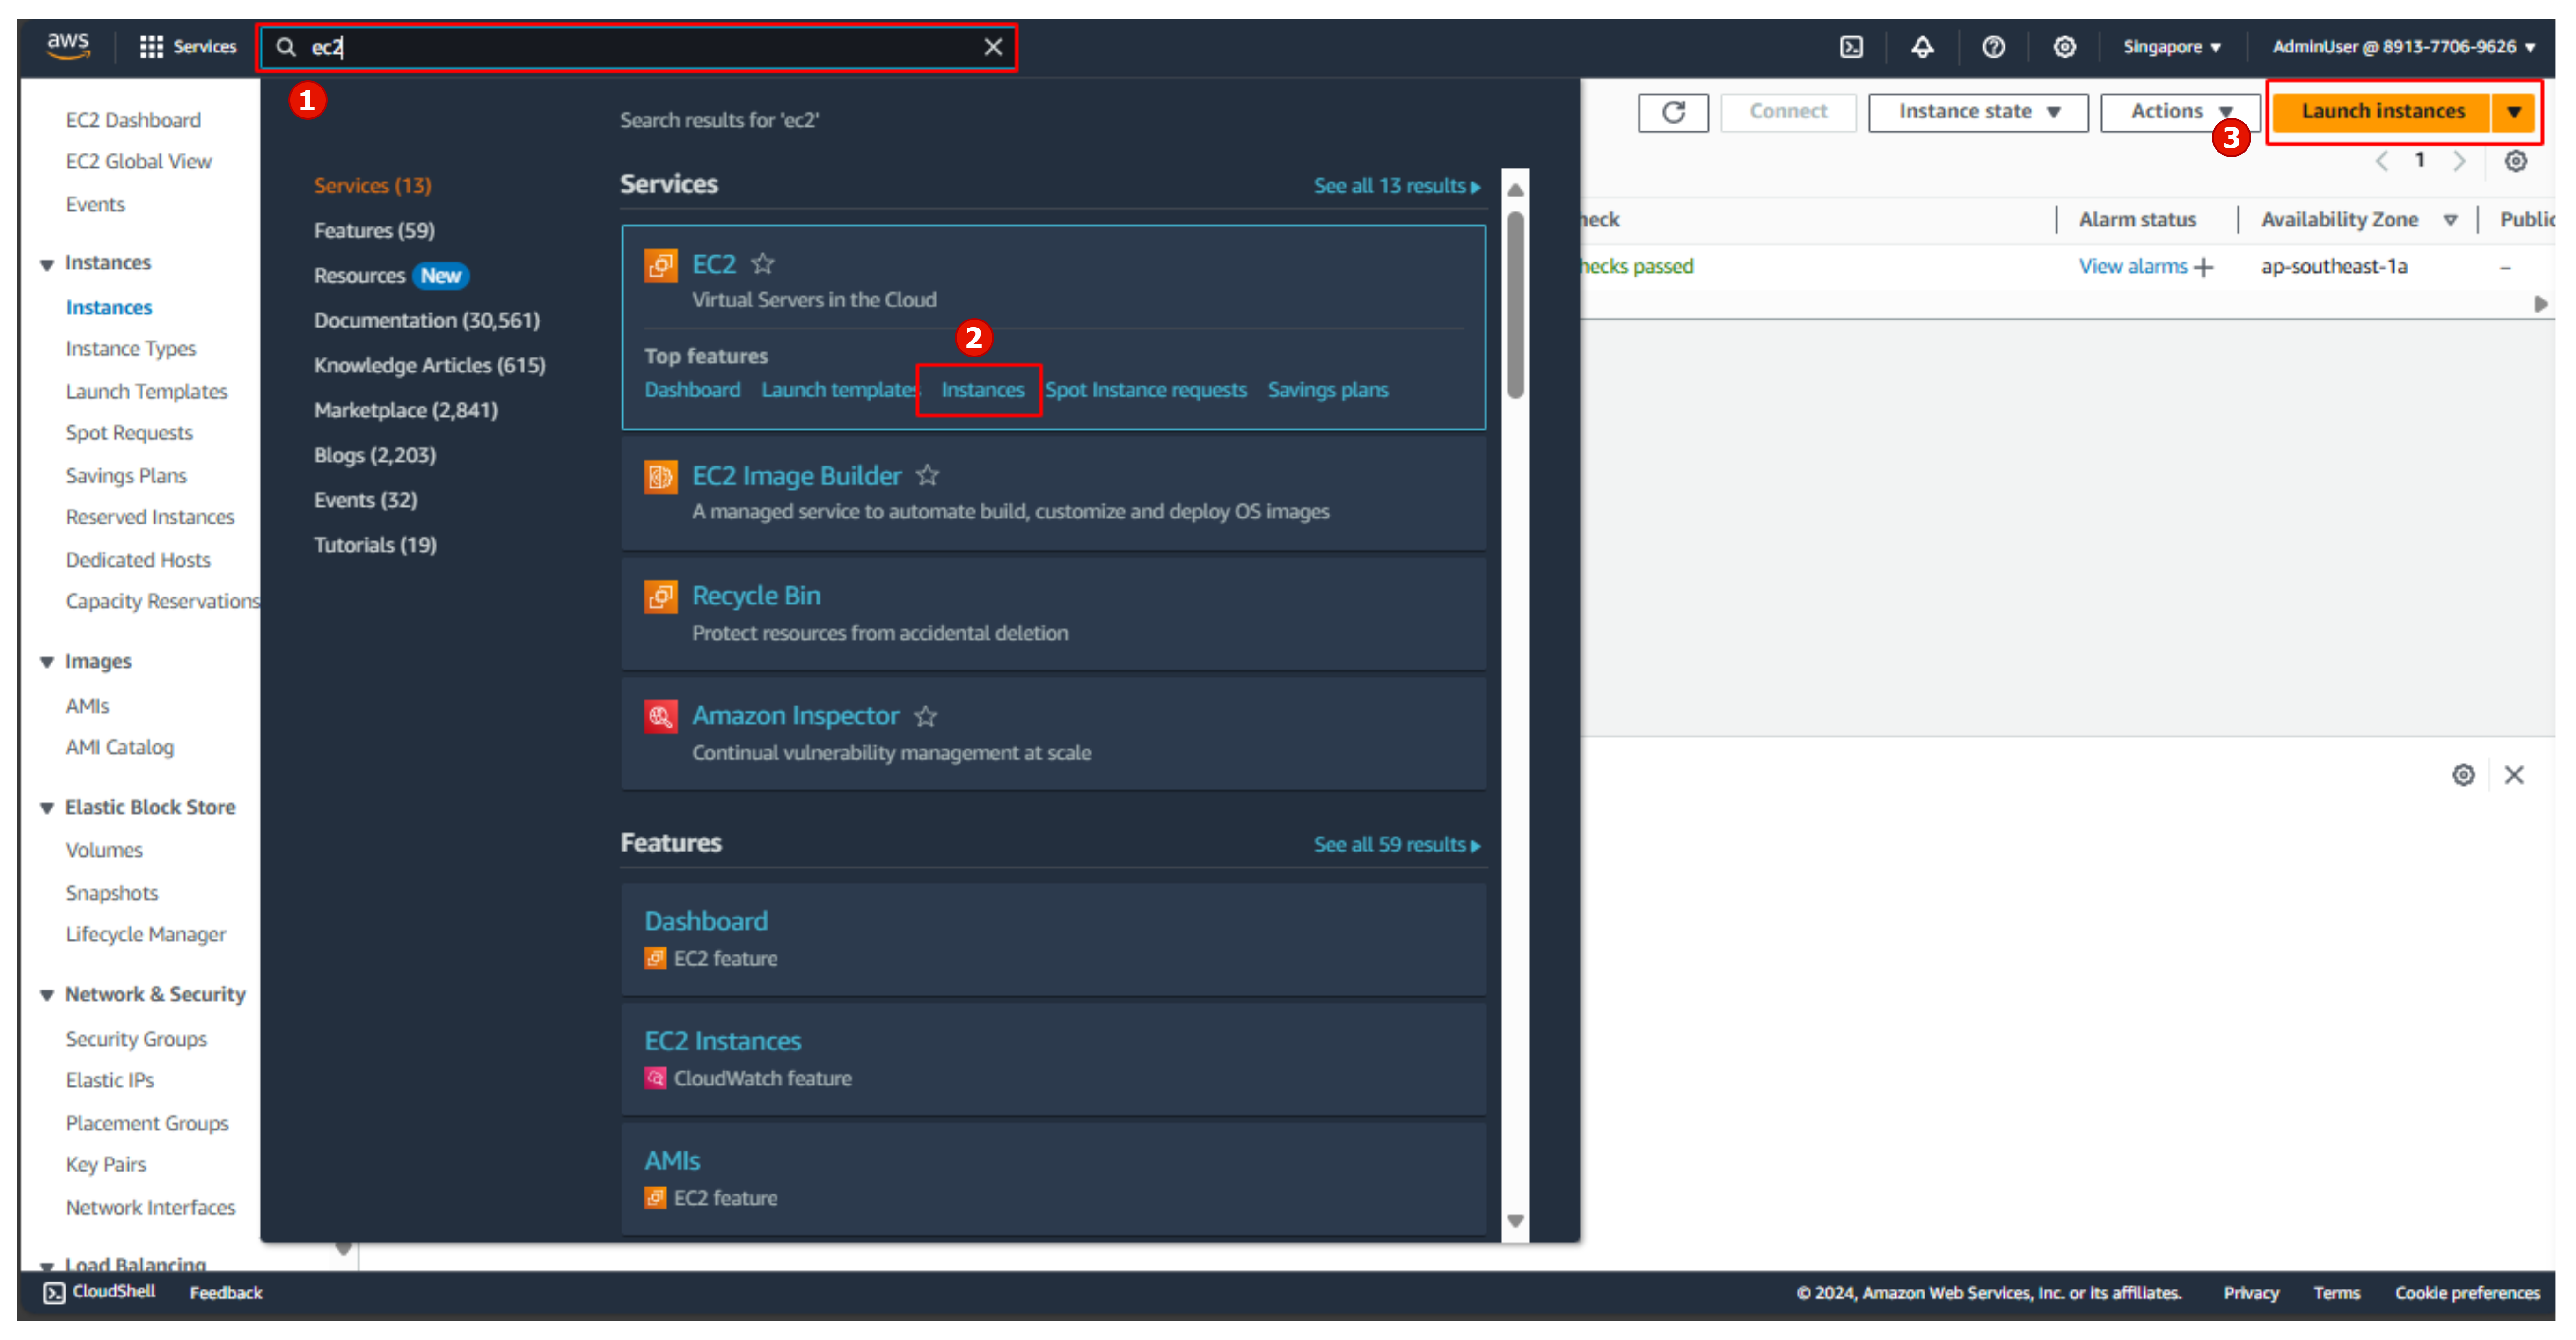 aws
Services
ec2
Singapore
AdminUser @ 8913-7706-9626
1
EC2 Dashboard
EC2 Global View
Events
Instances
Instances
Instance Types
Launch Templates
Spot Requests
Savings Plans
Reserved Instances
Dedicated Hosts
Capacity Reservations
Images
AMIs
AMI Catalog
Elastic Block Store
Volumes
Snapshots
Lifecycle Manager
Network & Security
Security Groups
Elastic IPs
Placement Groups
Key Pairs
Network Interfaces
Load Balancing
Services (13)
Features (59)
Resources New
Documentation (30,561)
Knowledge Articles (615)
Marketplace (2,841)
Blogs (2,203)
Events (32)
Tutorials (19)
Search results for 'ec2'
Services
See all 13 results
EC2
Virtual Servers in the Cloud
2
Top features
Dashboard Launch templates Instances Spot Instance requests Savings plans
EC2 Image Builder
A managed service to automate build, customize and deploy OS images
Recycle Bin
Protect resources from accidental deletion
Amazon Inspector
Continual vulnerability management at scale
Features
See all 59 results
Dashboard
EC2 feature
EC2 Instances
CloudWatch feature
AMIs
EC2 feature
Connect
Instance state
Actions
3
Launch instances
1
heck
Alarm status
Availability Zone
Public
hecks passed
View alarms +
ap-southeast-1a
–
CloudShell
Feedback
© 2024, Amazon Web Services, Inc. or its affiliates.
Privacy
Terms
Cookie preferences